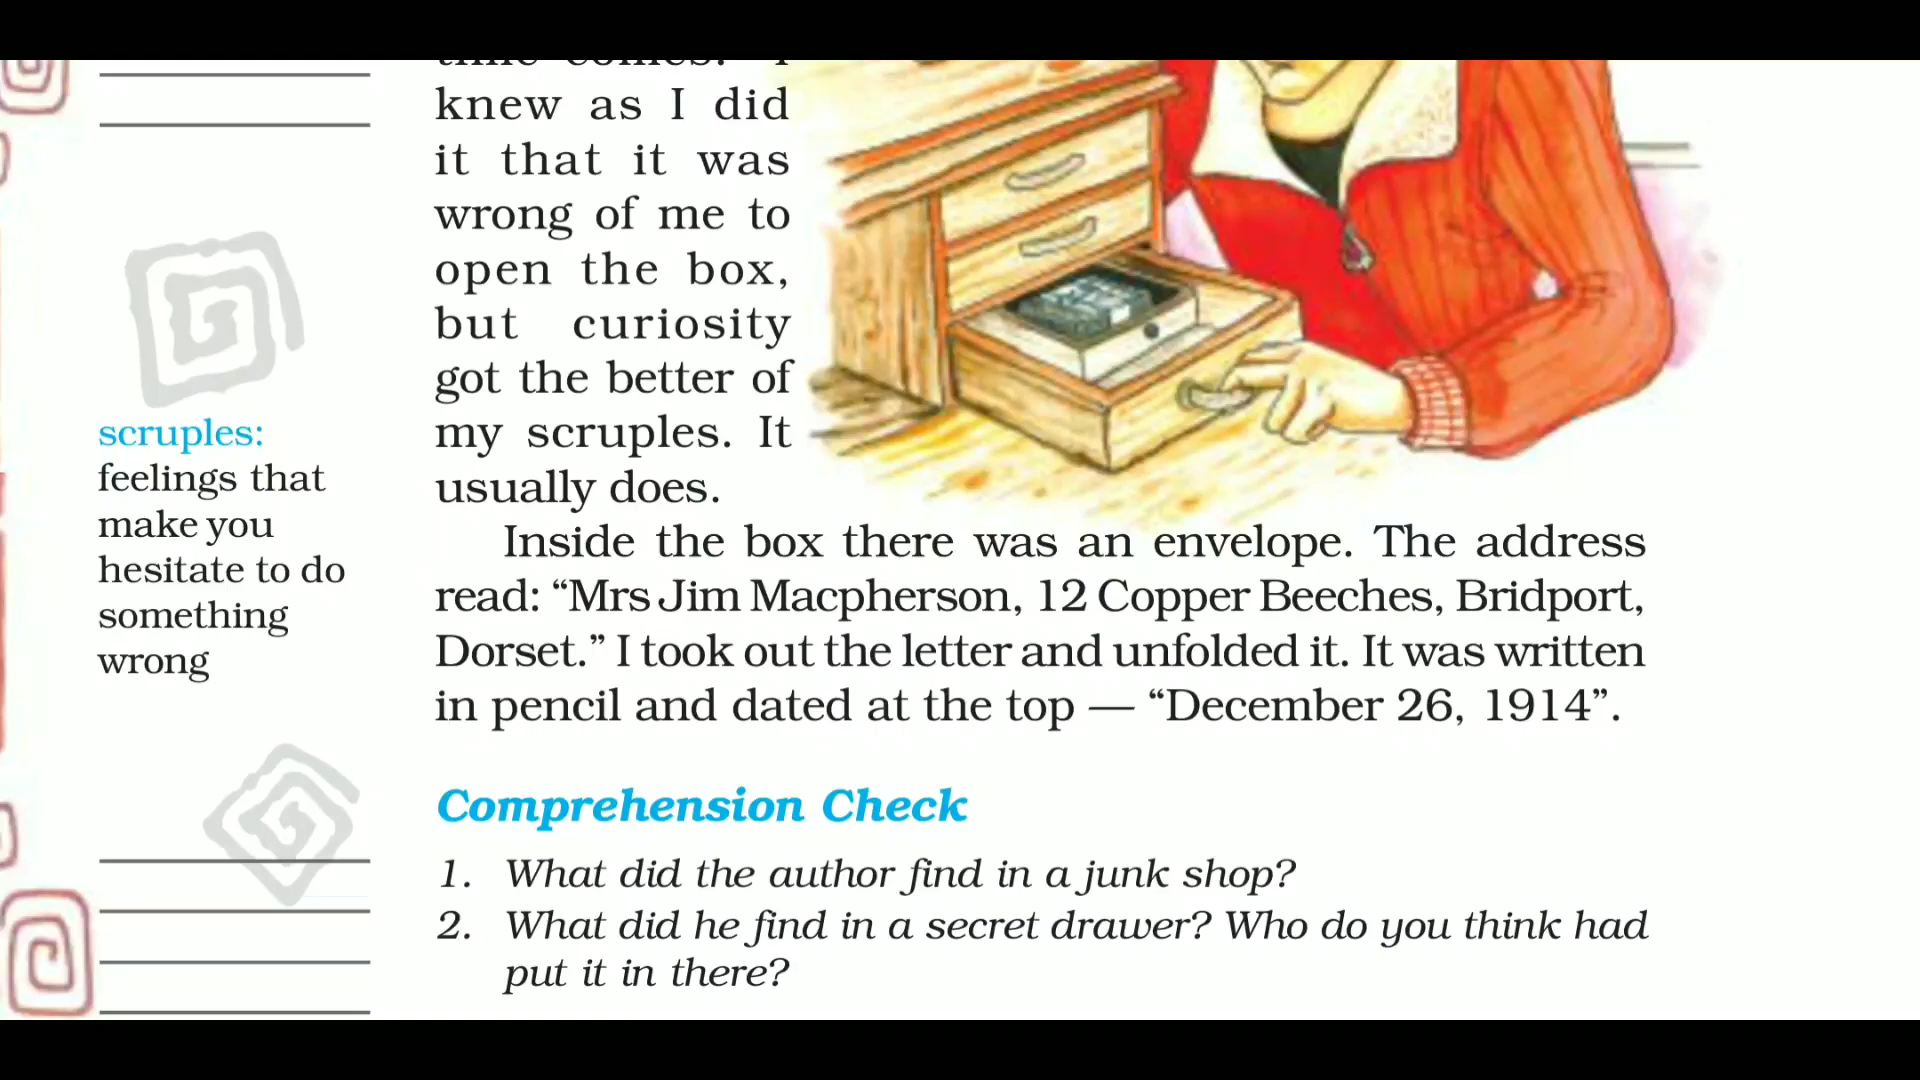 knew as I did
it that it was
wrong of me to
open the box,
but curiosity
got the better of
my scruples. It
usually does.
scruples:
feelings that
make you
hesitate to do
something
wrong
Inside the box there was an envelope. The address
read: “Mrs Jim Macpherson, 12 Copper Beeches, Bridport,
Dorset.” I took out the letter and unfolded it. It was written
in pencil and dated at the top — “December 26, 1914”.
Comprehension Check
1. What did the author find in a junk shop?
2. What did he find in a secret drawer? Who do you think had
put it in there?